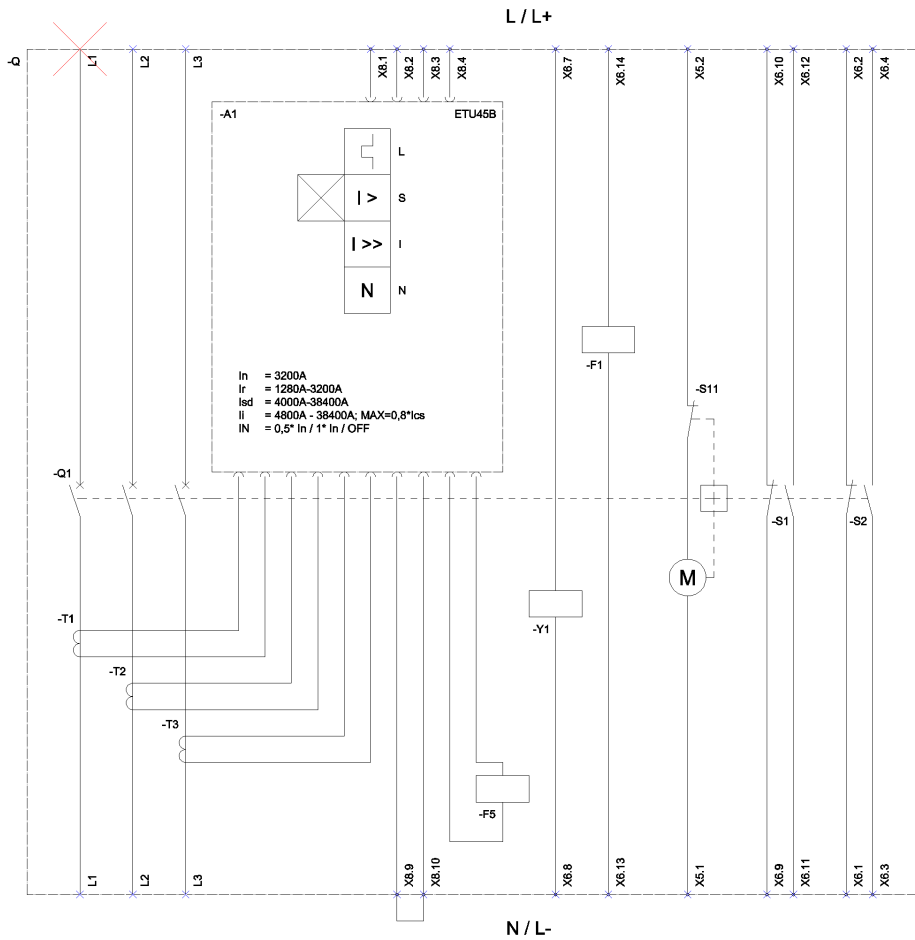 L / L+
-Q
L1
L2
L3
X8.1
X8.2
X8.3
X8.4
X6.7
X6.14
X5.2
X6.10
X6.12
X6.2
X6.4
-A1
ETU45B
L
I >
S
I >>
I
N
N
-F1
In = 3200A
Ir = 1280A-3200A
Isd = 4000A-38400A
Ii = 4800A - 38400A; MAX=0,8*Ics
IN = 0,5* In / 1* In / OFF
-S11
-Q1
-S1
-S2
M
-T1
-Y1
-T2
-T3
-F5
L1
L2
L3
X8.9
X8.10
X6.8
X6.13
X5.1
X6.9
X6.11
X6.1
X6.3
N / L-